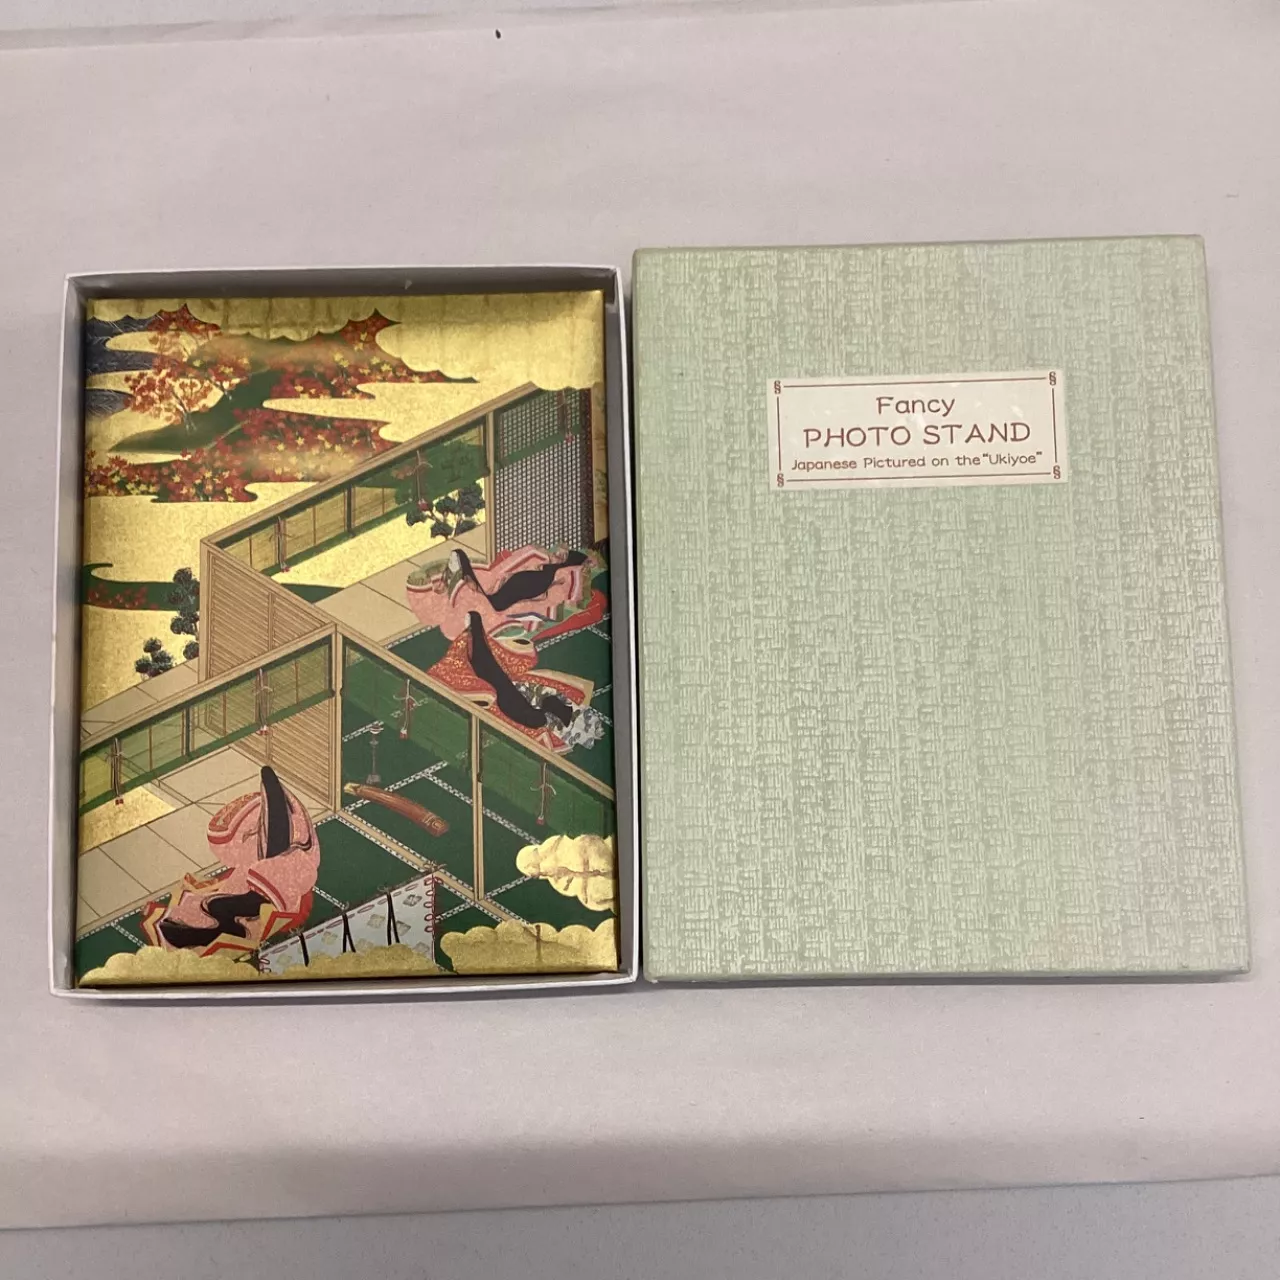 Fancy
PHOTO STAND
Japanese Pictured on the "Ukiyoe"